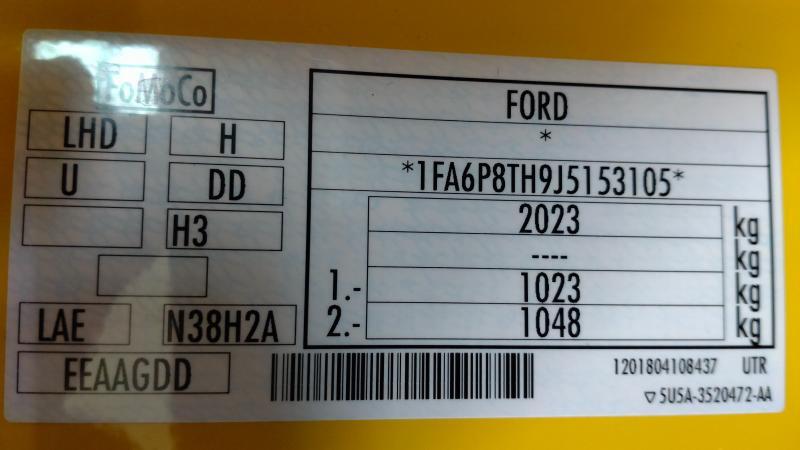 FoMoCo
LHD H
U DD
H3
LAE N38H2A
EEAAGDD
FORD
*
*1FA6P8TH9J5153105*
2023 kg
---- kg
1.- 1023 kg
2.- 1048 kg
1201804108437 UTR
▽ 5U5A-3520472-AA